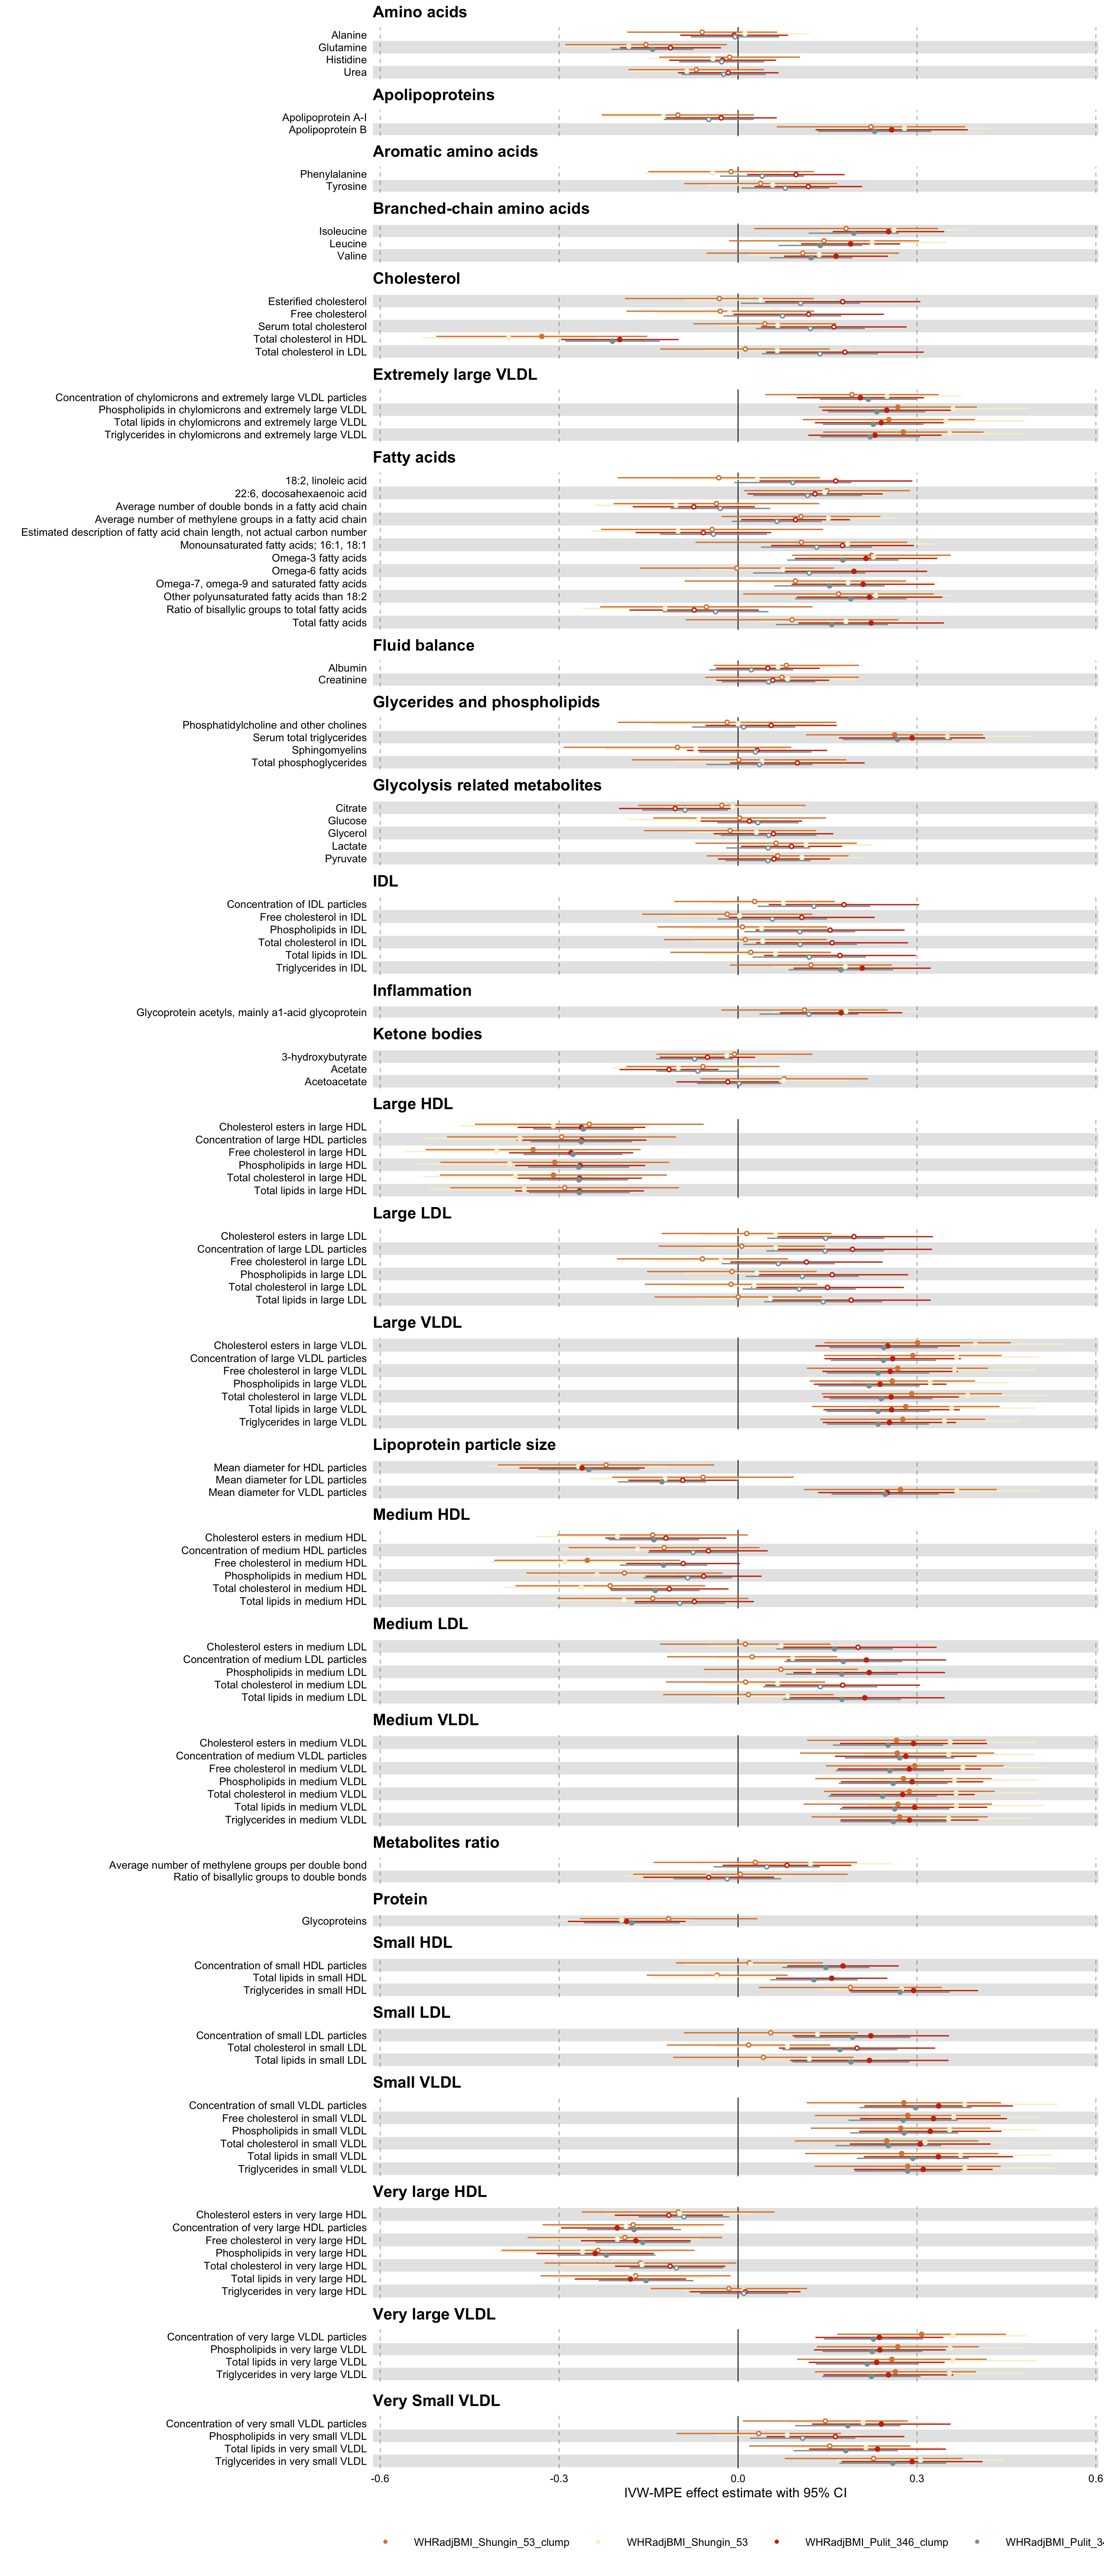 Amino acids
Alanine
Glutamine
Histidine
Urea
Apolipoproteins
Apolipoprotein A-I
Apolipoprotein B
Aromatic amino acids
Phenylalanine
Tyrosine
Branched-chain amino acids
Isoleucine
Leucine
Valine
Cholesterol
Esterified cholesterol
Free cholesterol
Serum total cholesterol
Total cholesterol in HDL
Total cholesterol in LDL
Extremely large VLDL
Concentration of chylomicrons and extremely large VLDL particles
Phospholipids in chylomicrons and extremely large VLDL
Total lipids in chylomicrons and extremely large VLDL
Triglycerides in chylomicrons and extremely large VLDL
Fatty acids
18:2, linoleic acid
22:6, docosahexaenoic acid
Average number of double bonds in a fatty acid chain
Average number of methylene groups in a fatty acid chain
Estimated description of fatty acid chain length, not actual carbon number
Monounsaturated fatty acids; 16:1, 18:1
Omega-3 fatty acids
Omega-6 fatty acids
Omega-7, omega-9 and saturated fatty acids
Other polyunsaturated fatty acids than 18:2
Ratio of bisallylic groups to total fatty acids
Total fatty acids
Fluid balance
Albumin
Creatinine
Glycerides and phospholipids
Phosphatidylcholine and other cholines
Serum total triglycerides
Sphingomyelins
Total phosphoglycerides
Glycolysis related metabolites
Citrate
Glucose
Glycerol
Lactate
Pyruvate
IDL
Concentration of IDL particles
Free cholesterol in IDL
Phospholipids in IDL
Total cholesterol in IDL
Total lipids in IDL
Triglycerides in IDL
Inflammation
Glycoprotein acetyls, mainly a1-acid glycoprotein
Ketone bodies
3-hydroxybutyrate
Acetate
Acetoacetate
Large HDL
Cholesterol esters in large HDL
Concentration of large HDL particles
Free cholesterol in large HDL
Phospholipids in large HDL
Total cholesterol in large HDL
Total lipids in large HDL
Large LDL
Cholesterol esters in large LDL
Concentration of large LDL particles
Free cholesterol in large LDL
Phospholipids in large LDL
Total cholesterol in large LDL
Total lipids in large LDL
Large VLDL
Cholesterol esters in large VLDL
Concentration of large VLDL particles
Free cholesterol in large VLDL
Phospholipids in large VLDL
Total cholesterol in large VLDL
Total lipids in large VLDL
Triglycerides in large VLDL
Lipoprotein particle size
Mean diameter for HDL particles
Mean diameter for LDL particles
Mean diameter for VLDL particles
Medium HDL
Cholesterol esters in medium HDL
Concentration of medium HDL particles
Free cholesterol in medium HDL
Phospholipids in medium HDL
Total cholesterol in medium HDL
Total lipids in medium HDL
Medium LDL
Cholesterol esters in medium LDL
Concentration of medium LDL particles
Phospholipids in medium LDL
Total cholesterol in medium LDL
Total lipids in medium LDL
Medium VLDL
Cholesterol esters in medium VLDL
Concentration of medium VLDL particles
Free cholesterol in medium VLDL
Phospholipids in medium VLDL
Total cholesterol in medium VLDL
Total lipids in medium VLDL
Triglycerides in medium VLDL
Metabolites ratio
Average number of methylene groups per double bond
Ratio of bisallylic groups to double bonds
Protein
Glycoproteins
Small HDL
Concentration of small HDL particles
Total lipids in small HDL
Triglycerides in small HDL
Small LDL
Concentration of small LDL particles
Total cholesterol in small LDL
Total lipids in small LDL
Small VLDL
Concentration of small VLDL particles
Free cholesterol in small VLDL
Phospholipids in small VLDL
Total cholesterol in small VLDL
Total lipids in small VLDL
Triglycerides in small VLDL
Very large HDL
Cholesterol esters in very large HDL
Concentration of very large HDL particles
Free cholesterol in very large HDL
Phospholipids in very large HDL
Total cholesterol in very large HDL
Total lipids in very large HDL
Triglycerides in very large HDL
Very large VLDL
Concentration of very large VLDL particles
Phospholipids in very large VLDL
Total lipids in very large VLDL
Triglycerides in very large VLDL
Very Small VLDL
Concentration of very small VLDL particles
Phospholipids in very small VLDL
Total lipids in very small VLDL
Triglycerides in very small VLDL
-0.6 -0.3 0.0 0.3 0.6
IVW-MPE effect estimate with 95% CI
WHRadjBMI_Shungin_53_clump WHRadjBMI_Shungin_53 WHRadjBMI_Pulit_346_clump